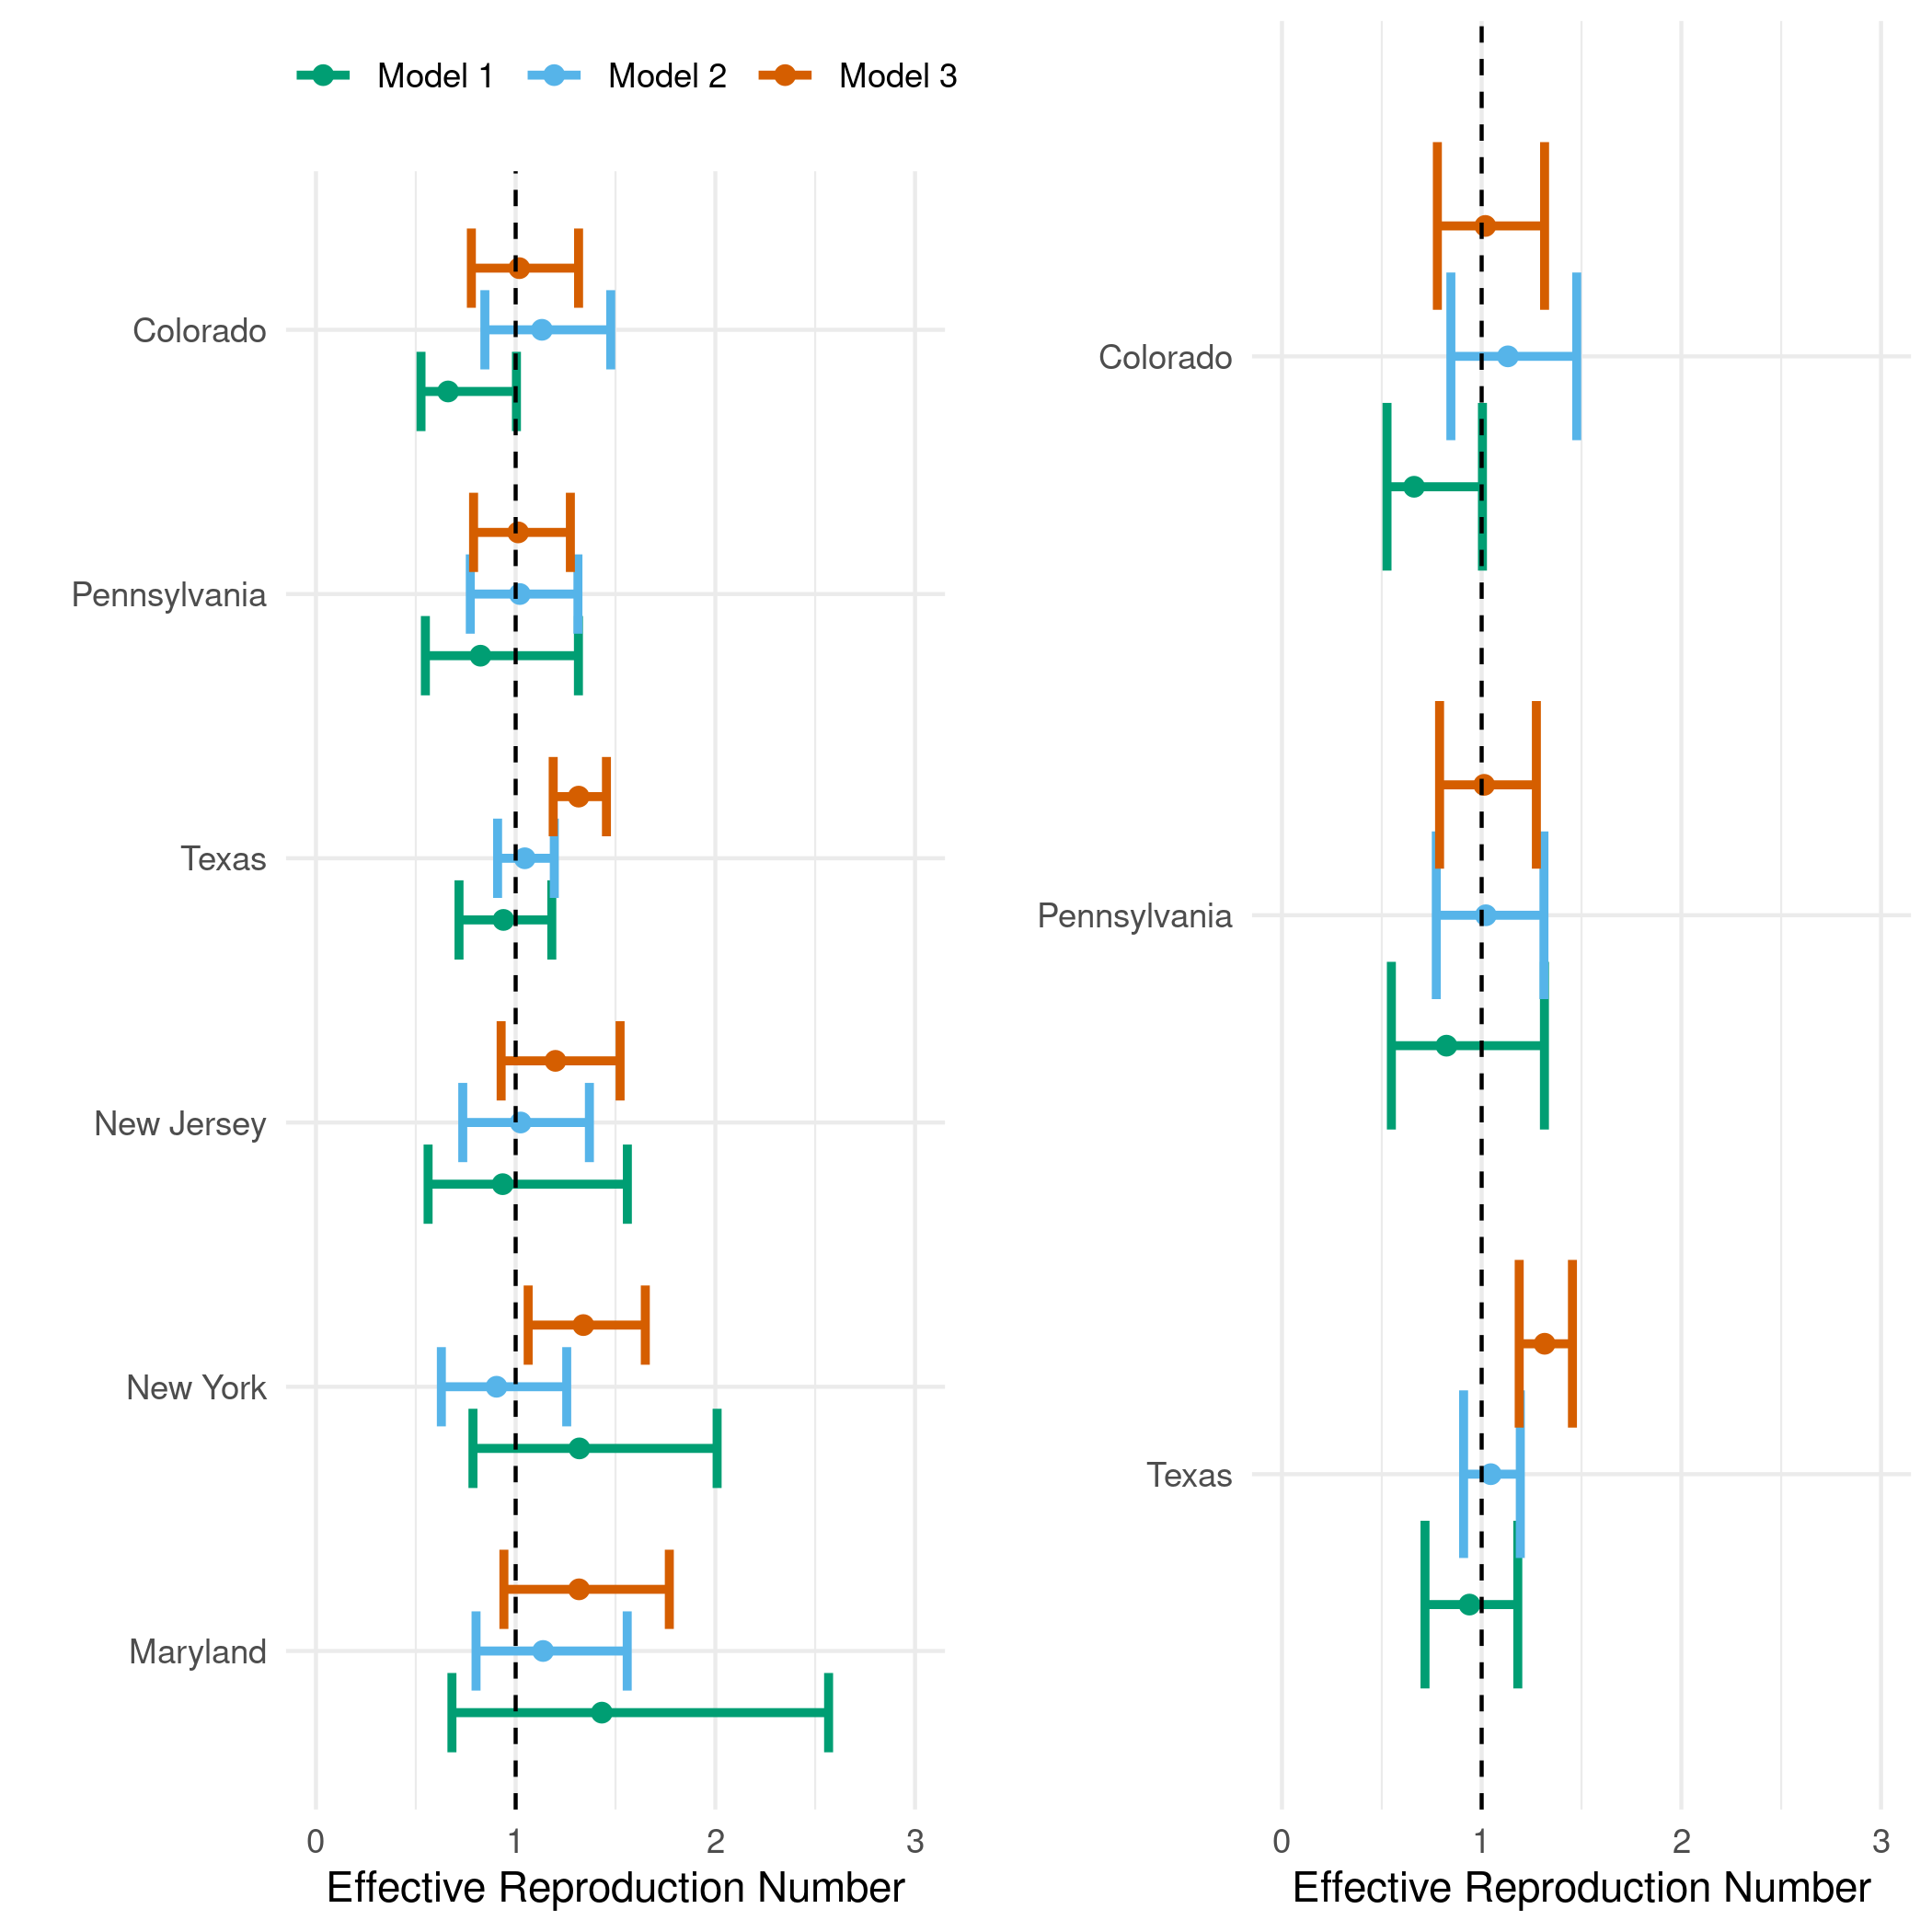 Model 1 Model 2 Model 3
Colorado
Pennsylvania
Texas
New Jersey
New York
Maryland
0 1 2 3
Effective Reproduction Number
Colorado
Pennsylvania
Texas
0 1 2 3
Effective Reproduction Number